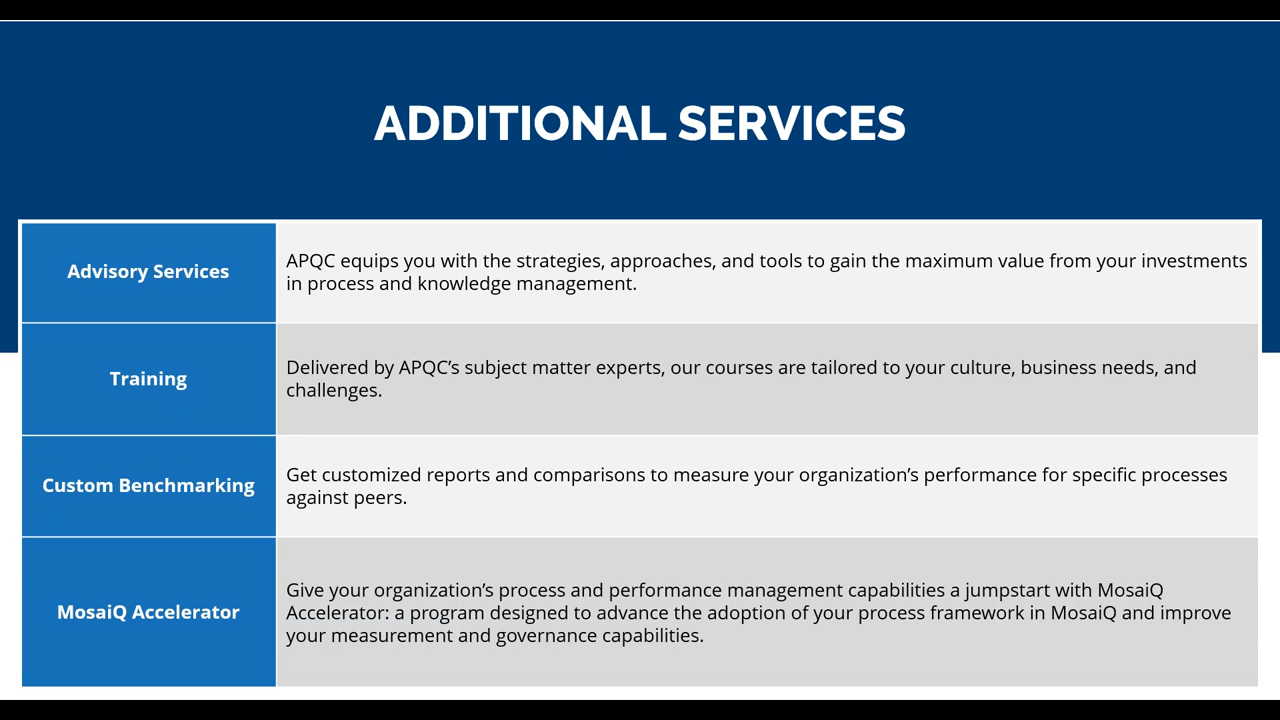 ADDITIONAL SERVICES
Advisory Services
APQC equips you with the strategies, approaches, and tools to gain the maximum value from your investments
in process and knowledge management.
Training
Delivered by APQC’s subject matter experts, our courses are tailored to your culture, business needs, and
challenges.
Custom Benchmarking
Get customized reports and comparisons to measure your organization’s performance for specific processes
against peers.
MosaiQ Accelerator
Give your organization’s process and performance management capabilities a jumpstart with MosaiQ
Accelerator: a program designed to advance the adoption of your process framework in MosaiQ and improve
your measurement and governance capabilities.